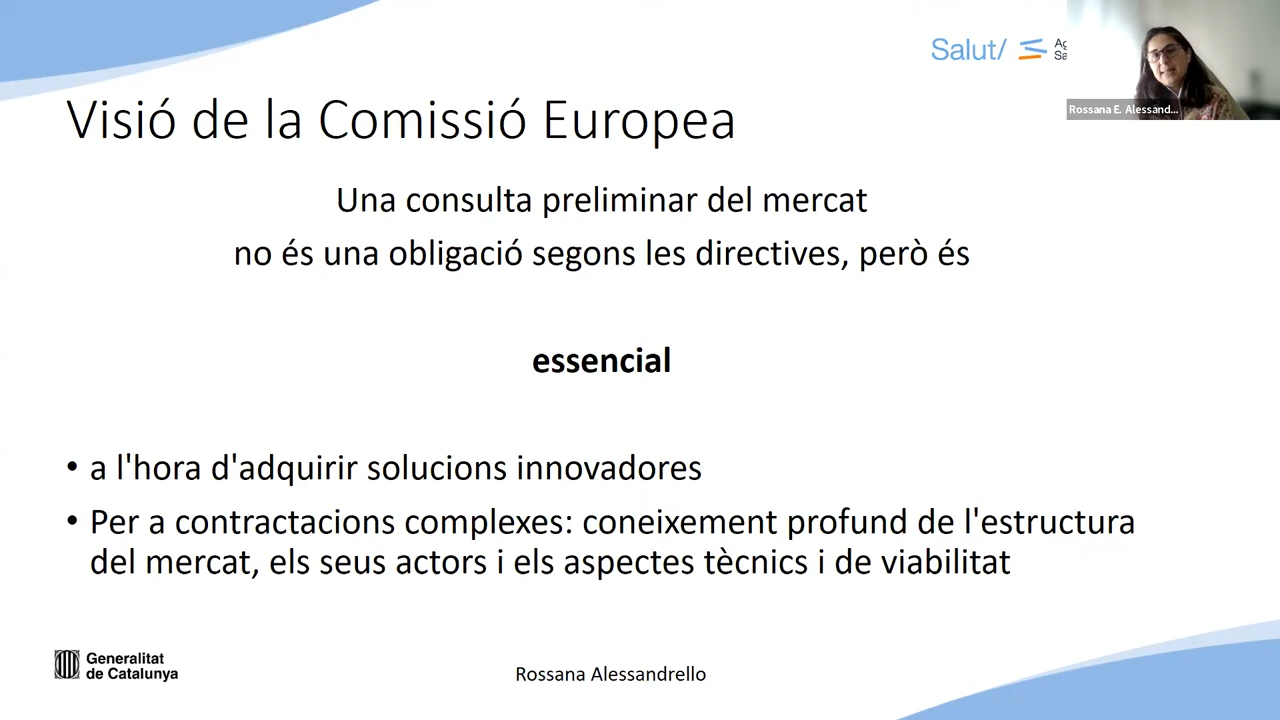 Salut/
Rossana E. Alessand...
Visió de la Comissió Europea
Una consulta preliminar del mercat
no és una obligació segons les directives, però és
essencial
• a l'hora d'adquirir solucions innovadores
• Per a contractacions complexes: coneixement profund de l'estructura
del mercat, els seus actors i els aspectes tècnics i de viabilitat
Generalitat
de Catalunya
Rossana Alessandrello